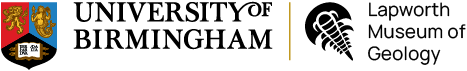 UNIVERSITY OF
BIRMINGHAM
Lapworth
Museum of
Geology